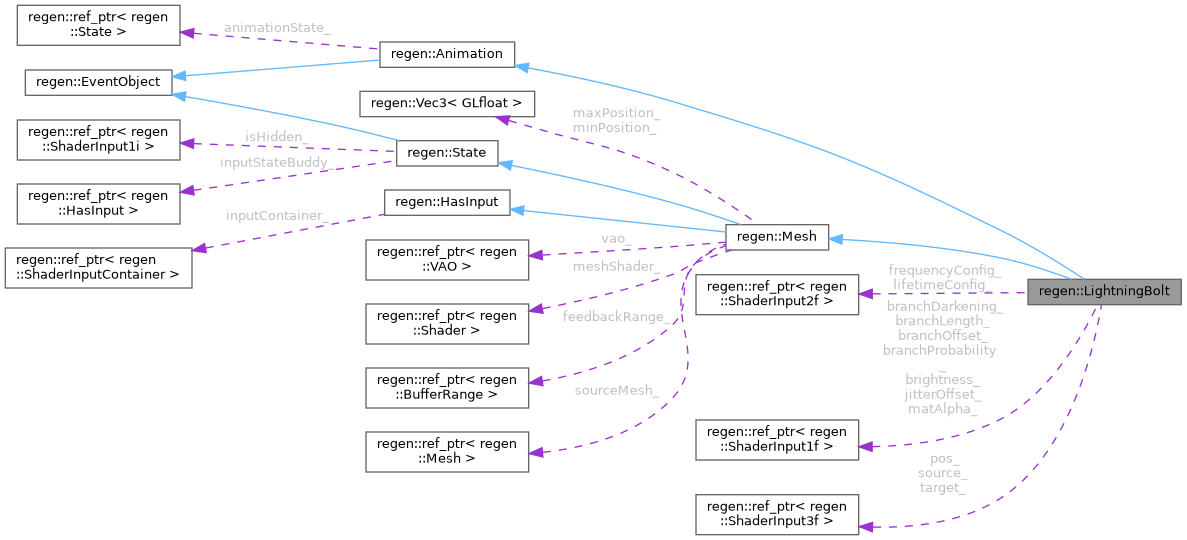 regen::ref_ptr< regen
::State >
animationState_
regen::Animation
regen::EventObject
regen::Vec3< GLfloat >
maxPosition_
minPosition_
regen::ref_ptr< regen
::ShaderInput1i >
isHidden_
regen::State
inputStateBuddy_
regen::ref_ptr< regen
::HasInput >
regen::HasInput
inputContainer_
regen::ref_ptr< regen
::ShaderInputContainer >
regen::Mesh
vao_
regen::ref_ptr< regen
::VAO >
meshShader_
regen::ref_ptr< regen
::Shader >
feedbackRange_
regen::ref_ptr< regen
::BufferRange >
sourceMesh_
regen::ref_ptr< regen
::Mesh >
regen::ref_ptr< regen
::ShaderInput2f >
frequencyConfig_
lifetimeConfig_
regen::LightningBolt
branchDarkening_
branchLength_
branchOffset_
branchProbability
_
brightness_
jitterOffset_
matAlpha_
regen::ref_ptr< regen
::ShaderInput1f >
pos_
source_
target_
regen::ref_ptr< regen
::ShaderInput3f >